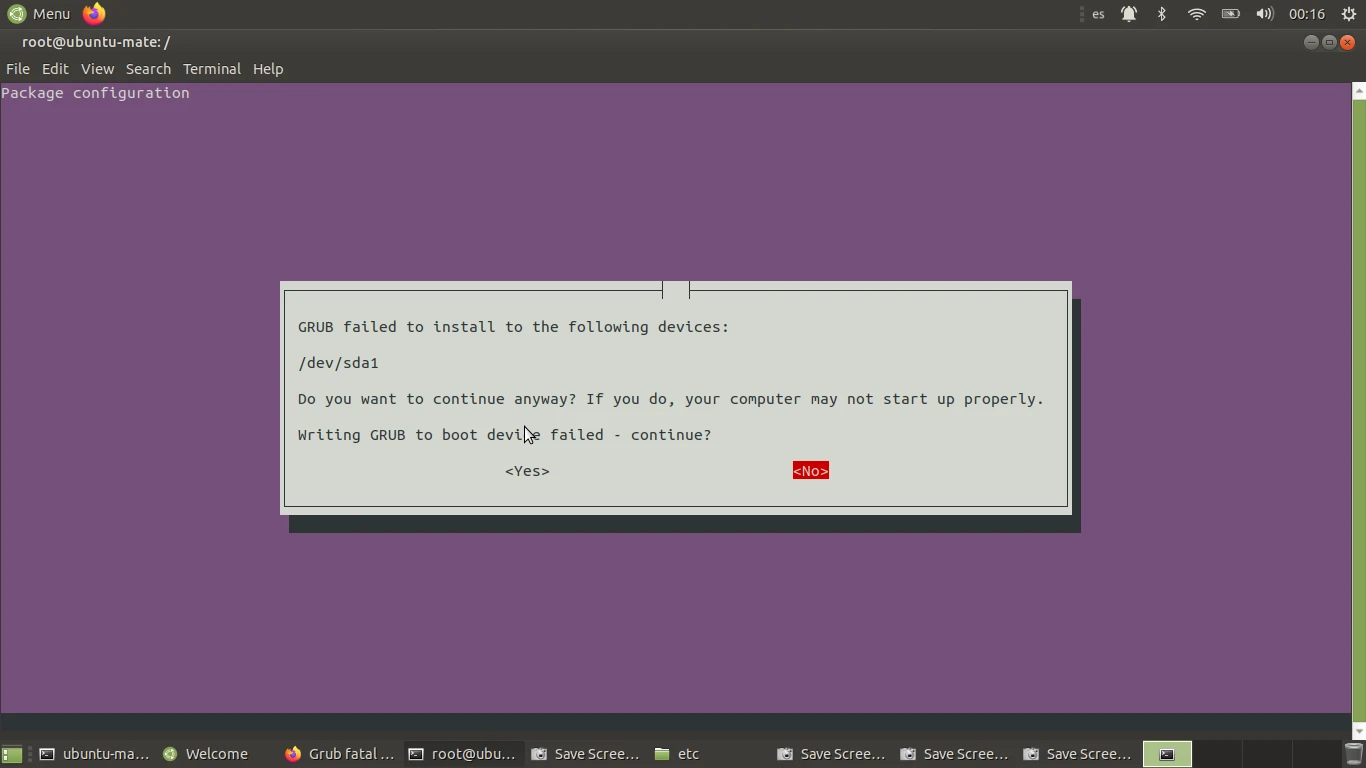 Menu es 00:16
root@ubuntu-mate: /
File Edit View Search Terminal Help
Package configuration
GRUB failed to install to the following devices:
/dev/sda1
Do you want to continue anyway? If you do, your computer may not start up properly.
Writing GRUB to boot device failed - continue?
<Yes> <No>
ubuntu-ma... Welcome Grub fatal ... root@ubu... Save Scree... etc Save Scree... Save Scree... Save Scree...